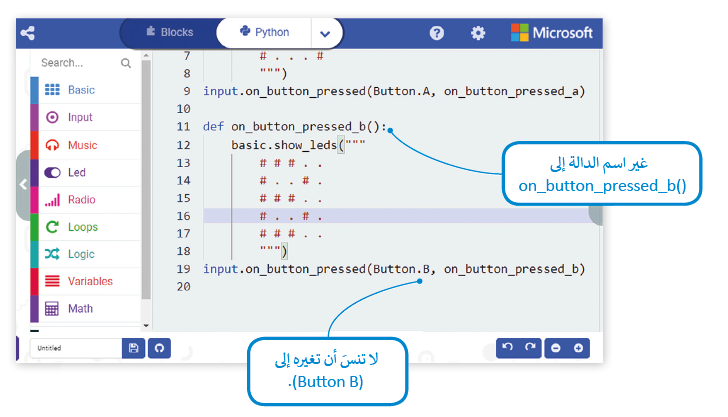 Blocks
Python
Microsoft
Search...
Basic
Input
Music
Led
Radio
Loops
Logic
Variables
Math
7 # . . . #
8 """)
9 input.on_button_pressed(Button.A, on_button_pressed_a)
10
11 def on_button_pressed_b():
12 basic.show_leds("""
13 # # # . .
14 # . . # .
15 # # # . .
16 # . . # .
17 # # # . .
18 """)
19 input.on_button_pressed(Button.B, on_button_pressed_b)
20
غير اسم الدالة إلى
on_button_pressed_b()
لا تنسَ أن تغيره إلى
(Button B).
Untitled